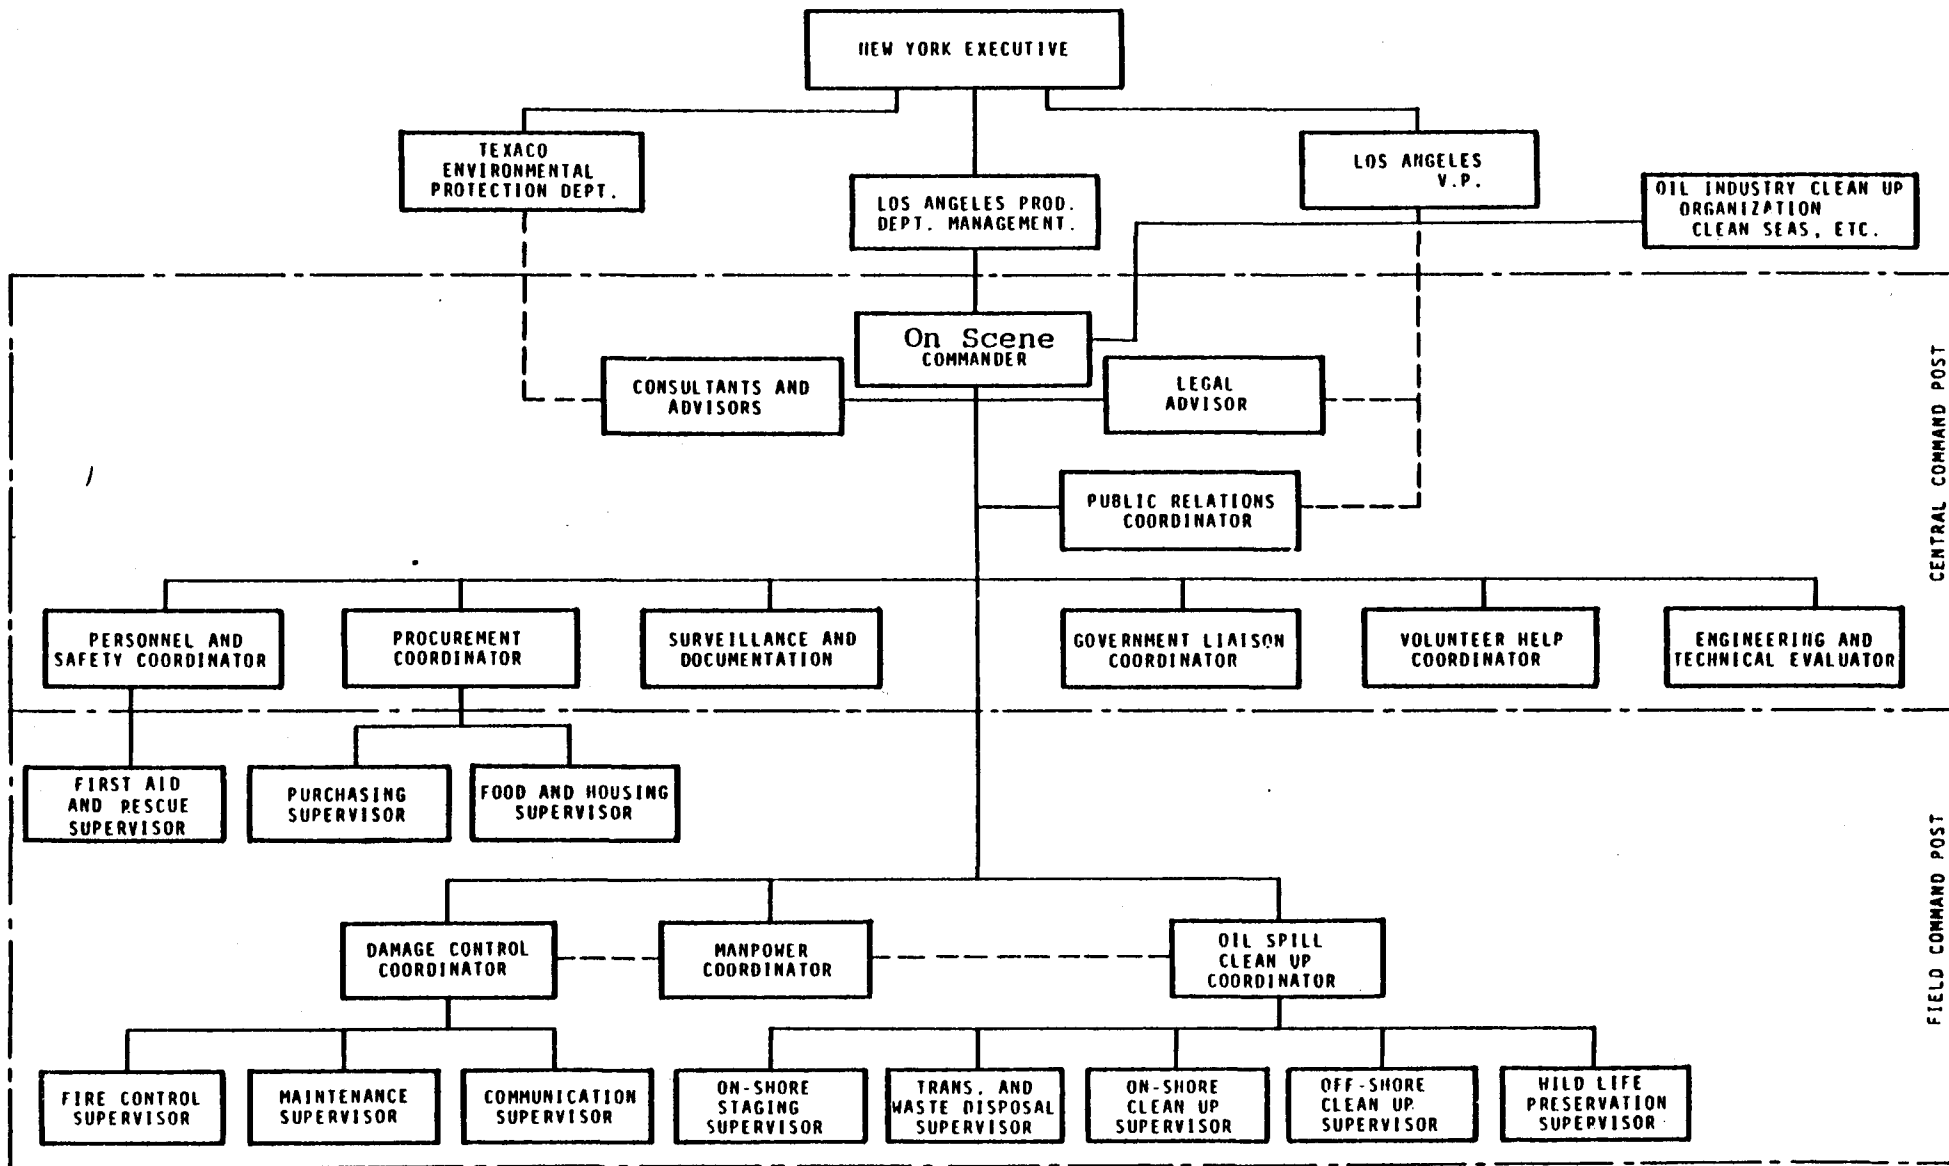 NEW YORK EXECUTIVE
TEXACO
ENVIRONMENTAL
PROTECTION DEPT.
LOS ANGELES PROD.
DEPT. MANAGEMENT.
LOS ANGELES
V.P.
OIL INDUSTRY CLEAN UP
ORGANIZATION
CLEAN SEAS, ETC.
On Scene
COMMANDER
CONSULTANTS AND
ADVISORS
LEGAL
ADVISOR
PUBLIC RELATIONS
COORDINATOR
CENTRAL COMMAND POST
PERSONNEL AND
SAFETY COORDINATOR
PROCUREMENT
COORDINATOR
SURVEILLANCE AND
DOCUMENTATION
GOVERNMENT LIAISON
COORDINATOR
VOLUNTEER HELP
COORDINATOR
ENGINEERING AND
TECHNICAL EVALUATOR
FIRST AID
AND RESCUE
SUPERVISOR
PURCHASING
SUPERVISOR
FOOD AND HOUSING
SUPERVISOR
FIELD COMMAND POST
DAMAGE CONTROL
COORDINATOR
MANPOWER
COORDINATOR
OIL SPILL
CLEAN UP
COORDINATOR
FIRE CONTROL
SUPERVISOR
MAINTENANCE
SUPERVISOR
COMMUNICATION
SUPERVISOR
ON-SHORE
STAGING
SUPERVISOR
TRANS. AND
WASTE DISPOSAL
SUPERVISOR
ON-SHORE
CLEAN UP
SUPERVISOR
OFF-SHORE
CLEAN UP
SUPERVISOR
WILD LIFE
PRESERVATION
SUPERVISOR